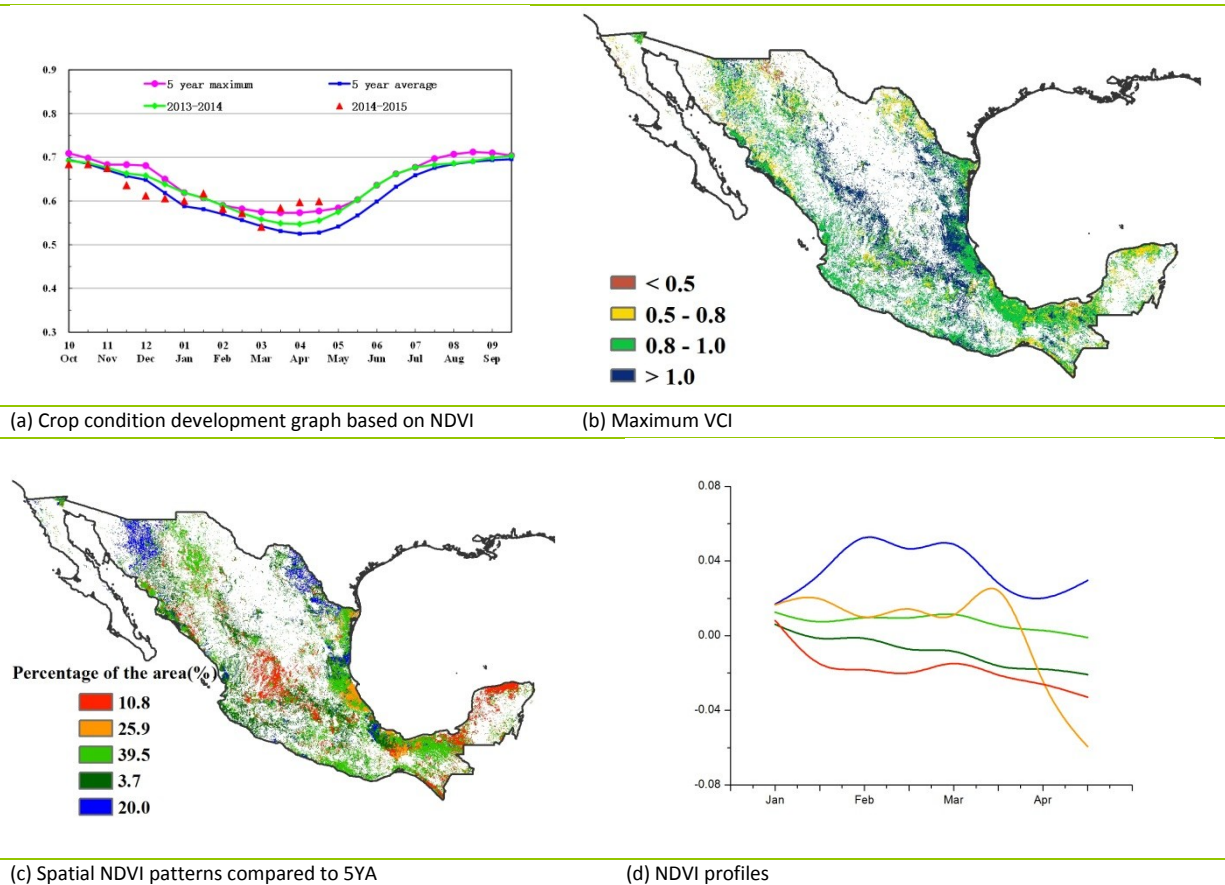 0.9
5 year maximum 5 year average
2013-2014 2014-2015
0.8
0.7
0.6
0.5
0.4
0.3
10 11 12 01 02 03 04 05 06 07 08 09
Oct Nov Dec Jan Feb Mar Apr May Jun Jul Aug Sep
< 0.5
0.5 - 0.8
0.8 - 1.0
> 1.0
(a) Crop condition development graph based on NDVI (b) Maximum VCI
Percentage of the area(%)
10.8
25.9
39.5
3.7
20.0
0.08
0.04
0.00
-0.04
-0.08
Jan Feb Mar Apr
(c) Spatial NDVI patterns compared to 5YA (d) NDVI profiles